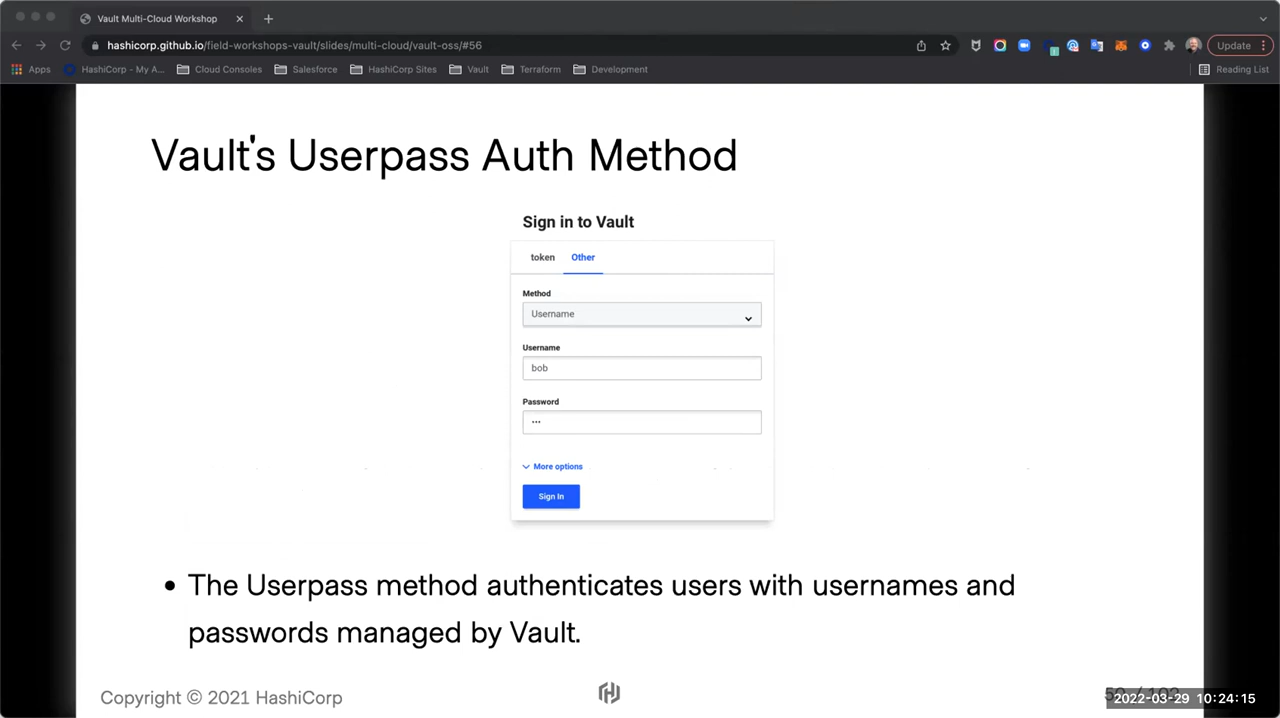 Vault Multi-Cloud Workshop
hashicorp.github.io/field-workshops-vault/slides/multi-cloud/vault-oss/#56
Update
Apps
HashiCorp - My A...
Cloud Consoles
Salesforce
HashiCorp Sites
Vault
Terraform
Development
Reading List
Vault's Userpass Auth Method
Sign in to Vault
token
Other
Method
Username
Username
bob
Password
•••
More options
Sign In
• The Userpass method authenticates users with usernames and
passwords managed by Vault.
Copyright © 2021 HashiCorp
2022-03-29 10:24:15